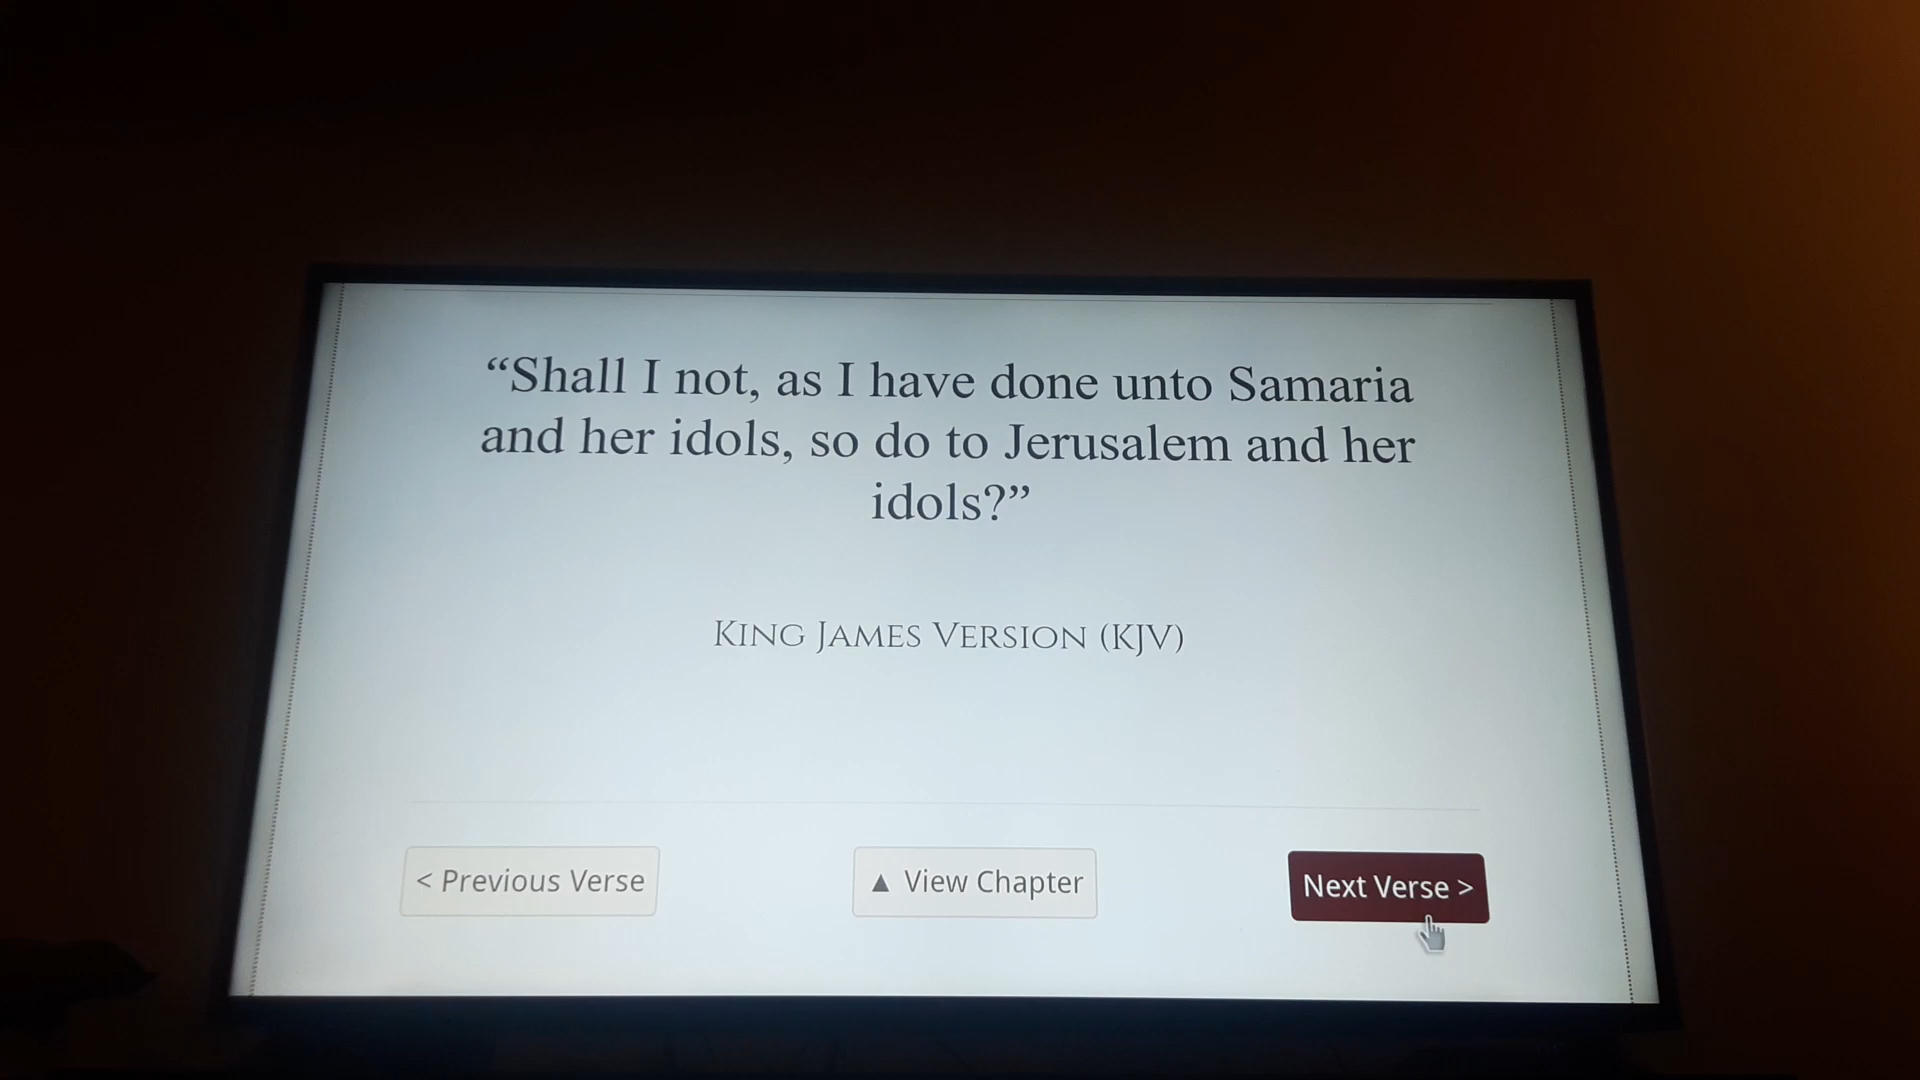 “Shall I not, as I have done unto Samaria
and her idols, so do to Jerusalem and her
idols?”
King James Version (KJV)
< Previous Verse
▲ View Chapter
Next Verse >